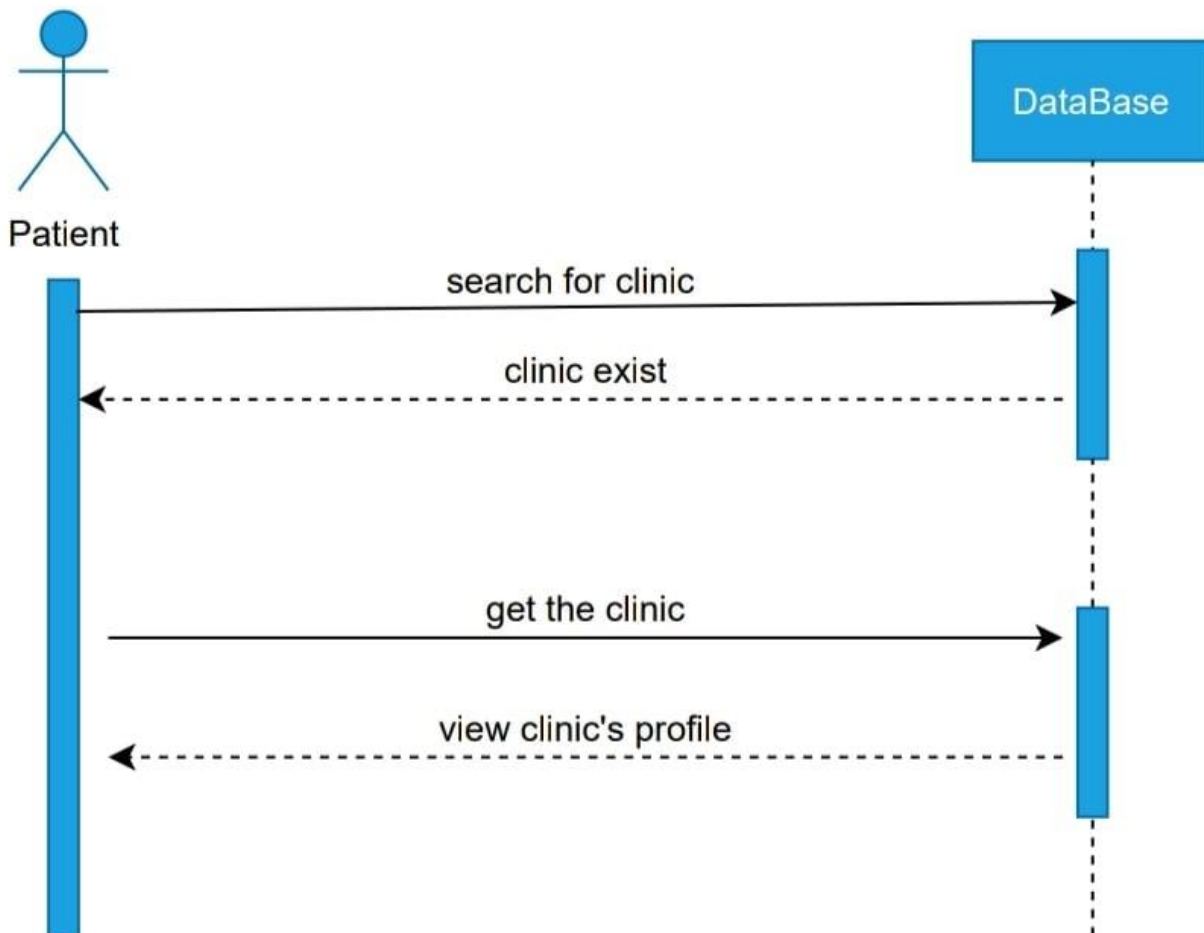 DataBase
Patient
search for clinic
clinic exist
get the clinic
view clinic's profile